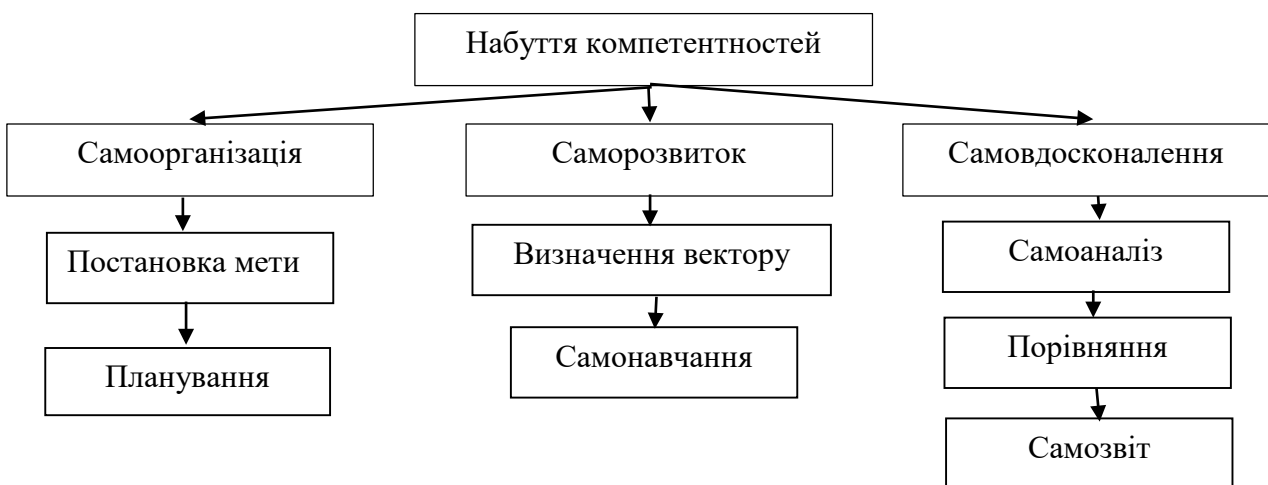 Набуття компетентностей
Самоорганізація
Саморозвиток
Самовдосконалення
Постановка мети
Визначення вектору
Самоаналіз
Планування
Самонавчання
Порівняння
Самозвіт